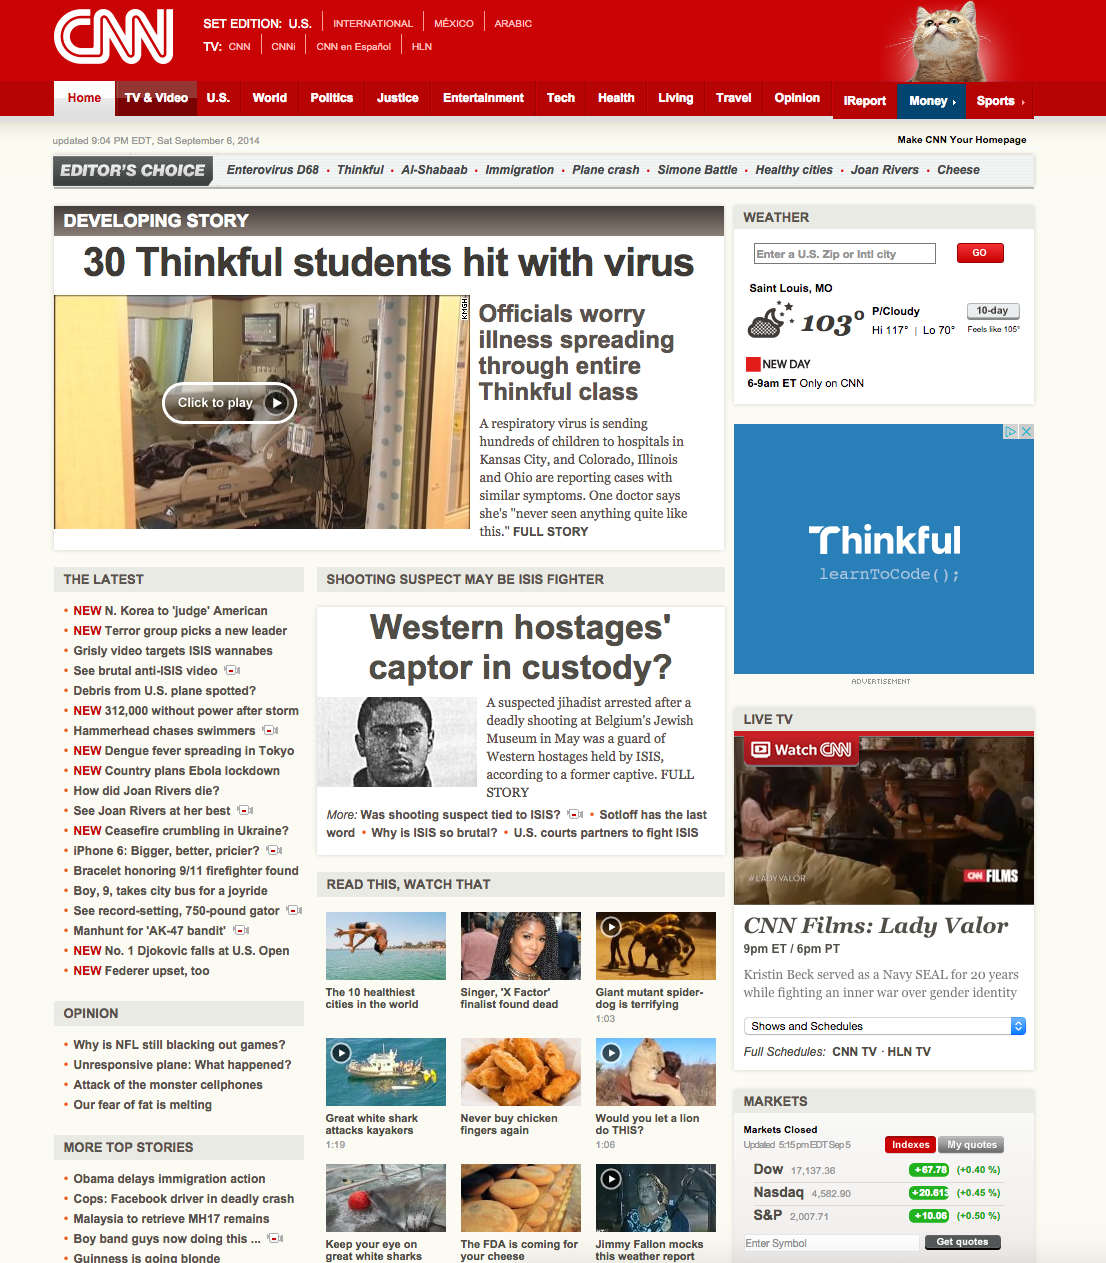 CNN
SET EDITION: U.S. INTERNATIONAL MÉXICO ARABIC
TV: CNN CNNi CNN en Español HLN
Home TV & Video U.S. World Politics Justice Entertainment Tech Health Living Travel Opinion iReport Money Sports
updated 9:04 PM EDT, Sat September 6, 2014
Make CNN Your Homepage
EDITOR'S CHOICE Enterovirus D68 • Thinkful • Al-Shabaab • Immigration • Plane crash • Simone Battle • Healthy cities • Joan Rivers • Cheese
DEVELOPING STORY
30 Thinkful students hit with virus
KMGH
Click to play
Officials worry
illness spreading
through entire
Thinkful class
A respiratory virus is sending
hundreds of children to hospitals in
Kansas City, and Colorado, Illinois
and Ohio are reporting cases with
similar symptoms. One doctor says
she's "never seen anything quite like
this." FULL STORY
WEATHER
Enter a U.S. Zip or Intl city
GO
Saint Louis, MO
103°
P/Cloudy
Hi 117° | Lo 70°
10-day
Feels like 105°
NEW DAY
6-9am ET Only on CNN
Thinkful
learnToCode();
ADVERTISEMENT
THE LATEST
• NEW N. Korea to 'judge' American
• NEW Terror group picks a new leader
• Grisly video targets ISIS wannabes
• See brutal anti-ISIS video
• Debris from U.S. plane spotted?
• NEW 312,000 without power after storm
• Hammerhead chases swimmers
• NEW Dengue fever spreading in Tokyo
• NEW Country plans Ebola lockdown
• How did Joan Rivers die?
• See Joan Rivers at her best
• NEW Ceasefire crumbling in Ukraine?
• iPhone 6: Bigger, better, pricier?
• Bracelet honoring 9/11 firefighter found
• Boy, 9, takes city bus for a joyride
• See record-setting, 750-pound gator
• Manhunt for 'AK-47 bandit'
• NEW No. 1 Djokovic falls at U.S. Open
• NEW Federer upset, too
OPINION
• Why is NFL still blacking out games?
• Unresponsive plane: What happened?
• Attack of the monster cellphones
• Our fear of fat is melting
MORE TOP STORIES
• Obama delays immigration action
• Cops: Facebook driver in deadly crash
• Malaysia to retrieve MH17 remains
• Boy band guys now doing this ...
• Guinness is going blonde
SHOOTING SUSPECT MAY BE ISIS FIGHTER
Western hostages'
captor in custody?
A suspected jihadist arrested after a
deadly shooting at Belgium's Jewish
Museum in May was a guard of
Western hostages held by ISIS,
according to a former captive. FULL
STORY
More: Was shooting suspect tied to ISIS? • Sotloff has the last
word • Why is ISIS so brutal? • U.S. courts partners to fight ISIS
READ THIS, WATCH THAT
The 10 healthiest
cities in the world
Singer, 'X Factor'
finalist found dead
Giant mutant spider-
dog is terrifying
1:03
Great white shark
attacks kayakers
1:19
Never buy chicken
fingers again
Would you let a lion
do THIS?
1:06
Keep your eye on
great white sharks
The FDA is coming for
your cheese
Jimmy Fallon mocks
this weather report
LIVE TV
Watch CNN
#LADYVALOR
CNN FILMS
CNN Films: Lady Valor
9pm ET / 6pm PT
Kristin Beck served as a Navy SEAL for 20 years
while fighting an inner war over gender identity
Shows and Schedules
Full Schedules: CNN TV · HLN TV
MARKETS
Markets Closed
Updated 5:15 pm EDT Sep 5
Indexes My quotes
Dow 17,137.36 +67.78 (+0.40 %)
Nasdaq 4,582.90 +20.613 (+0.45 %)
S&P 2,007.71 +10.06 (+0.50 %)
Enter Symbol
Get quotes